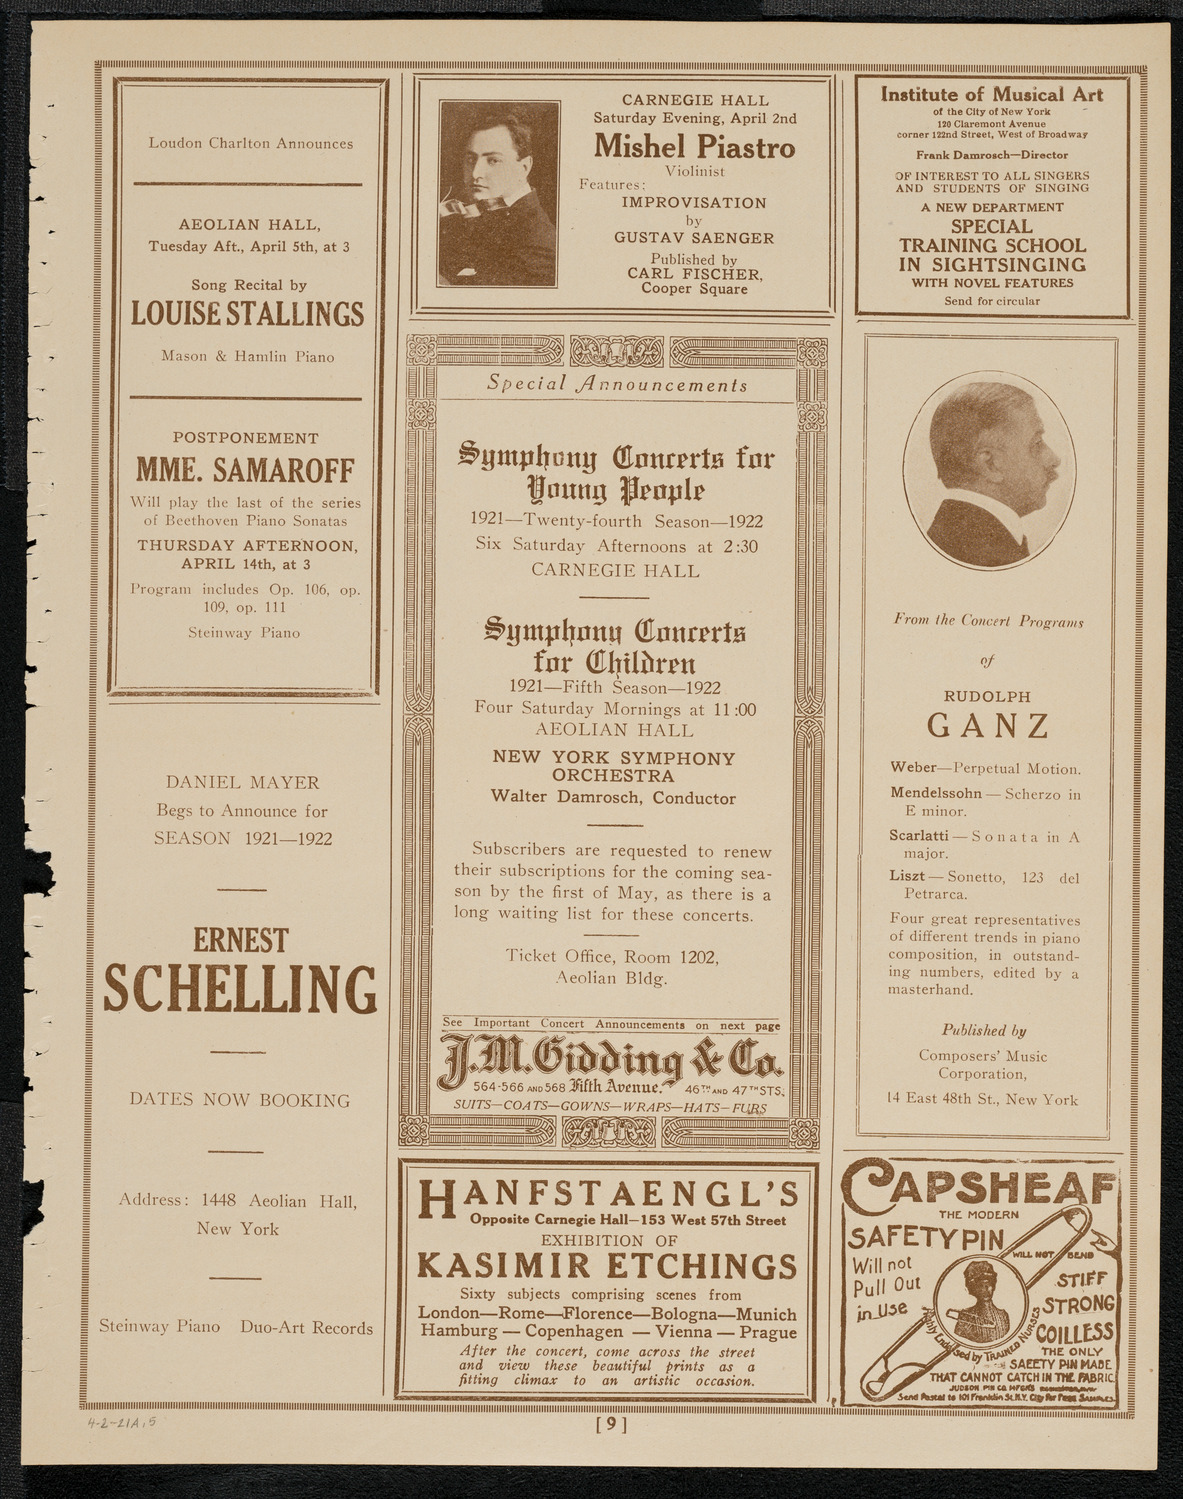 Loudon Charlton Announces
AEOLIAN HALL,
Tuesday Aft., April 5th, at 3
Song Recital by
LOUISE STALLINGS
Mason & Hamlin Piano
POSTPONEMENT
MME. SAMAROFF
Will play the last of the series
of Beethoven Piano Sonatas
THURSDAY AFTERNOON,
APRIL 14th, at 3
Program includes Op. 106, op.
109, op. 111
Steinway Piano
DANIEL MAYER
Begs to Announce for
SEASON 1921—1922
ERNEST
SCHELLING
DATES NOW BOOKING
Address: 1448 Aeolian Hall,
New York
Steinway Piano Duo-Art Records
CARNEGIE HALL
Saturday Evening, April 2nd
Mishel Piastro
Violinist
Features:
IMPROVISATION
by
GUSTAV SAENGER
Published by
CARL FISCHER,
Cooper Square
Special Announcements
Symphony Concerts for
Young People
1921—Twenty-fourth Season—1922
Six Saturday Afternoons at 2:30
CARNEGIE HALL
Symphony Concerts
for Children
1921—Fifth Season—1922
Four Saturday Mornings at 11:00
AEOLIAN HALL
NEW YORK SYMPHONY
ORCHESTRA
Walter Damrosch, Conductor
Subscribers are requested to renew
their subscriptions for the coming sea-
son by the first of May, as there is a
long waiting list for these concerts.
Ticket Office, Room 1202,
Aeolian Bldg.
See Important Concert Announcements on next page
J.M. Gidding & Co.
564-566 AND 568 Fifth Avenue. 46TH AND 47TH STS.
SUITS—COATS—GOWNS—WRAPS—HATS—FURS
HANFSTAENGL'S
Opposite Carnegie Hall—153 West 57th Street
EXHIBITION OF
KASIMIR ETCHINGS
Sixty subjects comprising scenes from
London—Rome—Florence—Bologna—Munich
Hamburg — Copenhagen — Vienna — Prague
After the concert, come across the street
and view these beautiful prints as a
fitting climax to an artistic occasion.
Institute of Musical Art
of the City of New York
120 Claremont Avenue
corner 122nd Street, West of Broadway
Frank Damrosch—Director
OF INTEREST TO ALL SINGERS
AND STUDENTS OF SINGING
A NEW DEPARTMENT
SPECIAL
TRAINING SCHOOL
IN SIGHTSINGING
WITH NOVEL FEATURES
Send for circular
From the Concert Programs
of
RUDOLPH
GANZ
Weber—Perpetual Motion.
Mendelssohn — Scherzo in
E minor.
Scarlatti — Sonata in A
major.
Liszt — Sonetto, 123 del
Petrarca.
Four great representatives
of different trends in piano
composition, in outstand-
ing numbers, edited by a
masterhand.
Published by
Composers' Music
Corporation,
14 East 48th St., New York
CAPSHEAF
THE MODERN
SAFETY PIN
WILL NOT BEND
Will not
Pull Out
in Use
STIFF
STRONG
COILLESS
Highly Endorsed by TRAINED NURSES
THE ONLY
SAFETY PIN MADE
THAT CANNOT CATCH IN THE FABRIC
JUDSON PIN CO. MFGRS
Send Postal to 101 Franklin St. N.Y. City for Free Samples
4-2-21A,5
[9]